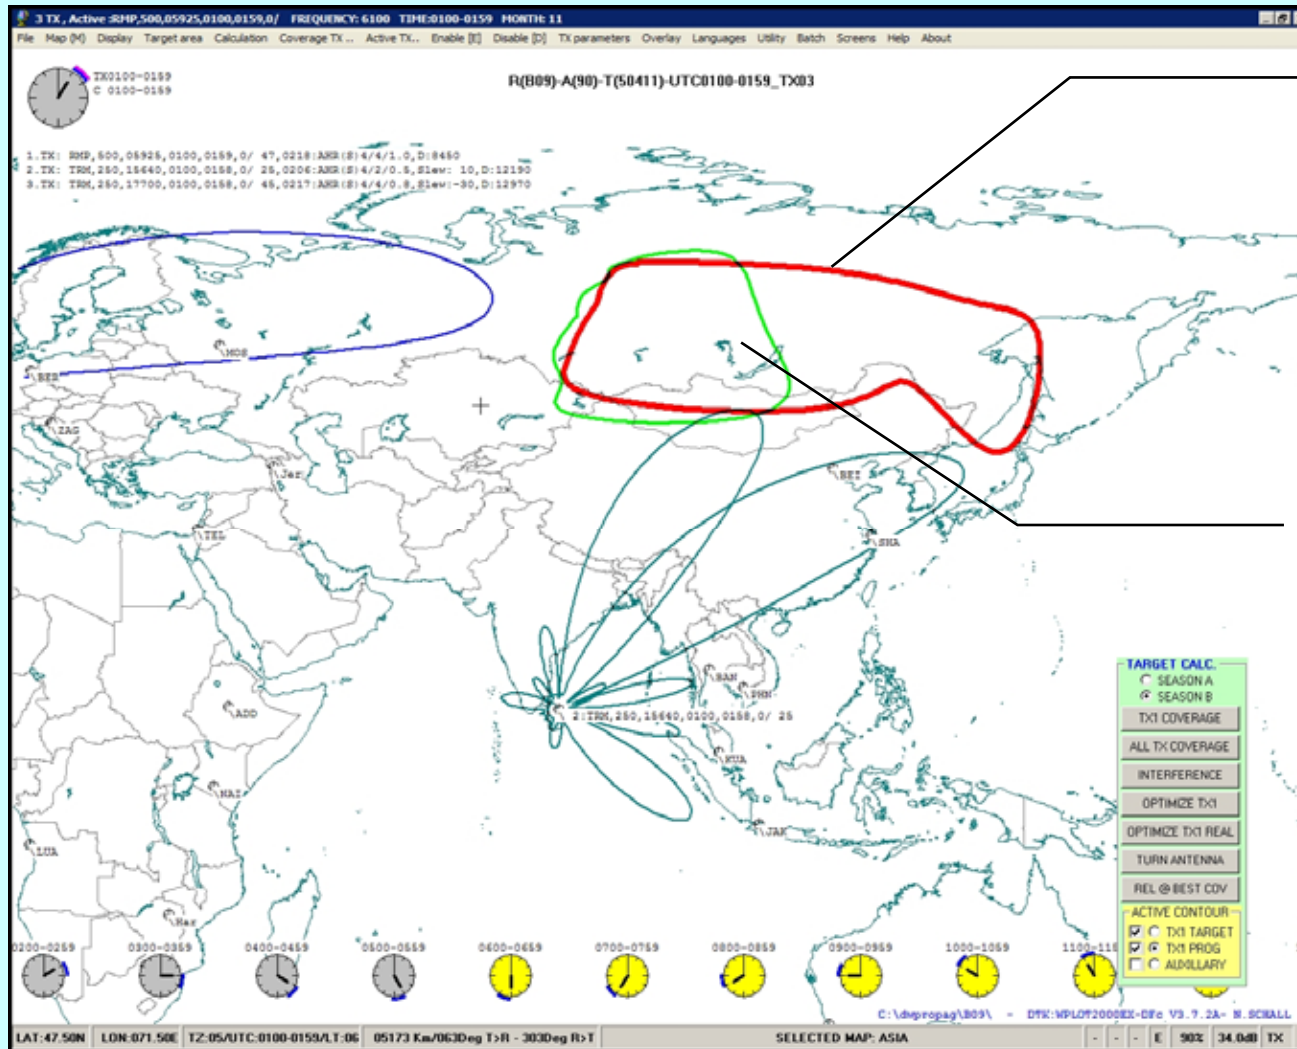 3 TX , Active :RMP,500,05925,0100,0159,0/ FREQUENCY: 6100 TIME:0100-0159 MONTH: 11
File Map (M) Display Target area Calculation Coverage TX .. Active TX.. Enable [E] Disable [D] TX parameters Overlay Languages Utility Batch Screens Help About
TX0100-0159
C 0100-0159
R(B09)-A(90)-T(50411)-UTC0100-0159_TX03
1.TX: RMP,500,05925,0100,0159,0/ 47,0218:AHR(S)4/4/1.0,D:8450
2.TX: TRM,250,15640,0100,0158,0/ 25,0206:AHR(S)4/2/0.5,Slew: 10,D:12190
3.TX: TRM,250,17700,0100,0158,0/ 45,0217:AHR(S)4/4/0.8,Slew:-30,D:12970
MOS
BER
ZAG
Jer
BEI
TEL
SHA
BAN
PHN
ADD
2:TRM,250,15640,0100,0158,0/ 25
KUA
NAI
JAK
LUA
Har
TARGET CALC.
SEASON A
SEASON B
TX1 COVERAGE
ALL TX COVERAGE
INTERFERENCE
OPTIMIZE TX1
OPTIMIZE TX1 REAL
TURN ANTENNA
REL @ BEST COV
ACTIVE CONTOUR
TX1 TARGET
TX1 PROG
AUXILLARY
0200-0259 0300-0359 0400-0459 0500-0559 0600-0659 0700-0759 0800-0859 0900-0959 1000-1059
C:\dwpropag\B09\ - DTK:WPLOT2000EX-DFc V3.7.2A- N.SCHALL
LAT:47.50N LON:071.50E TZ:05/UTC:0100-0159/LT:06 05173 Km/063Deg T>R - 303Deg R>T SELECTED MAP: ASIA - - - E 90% 34.0dB TX